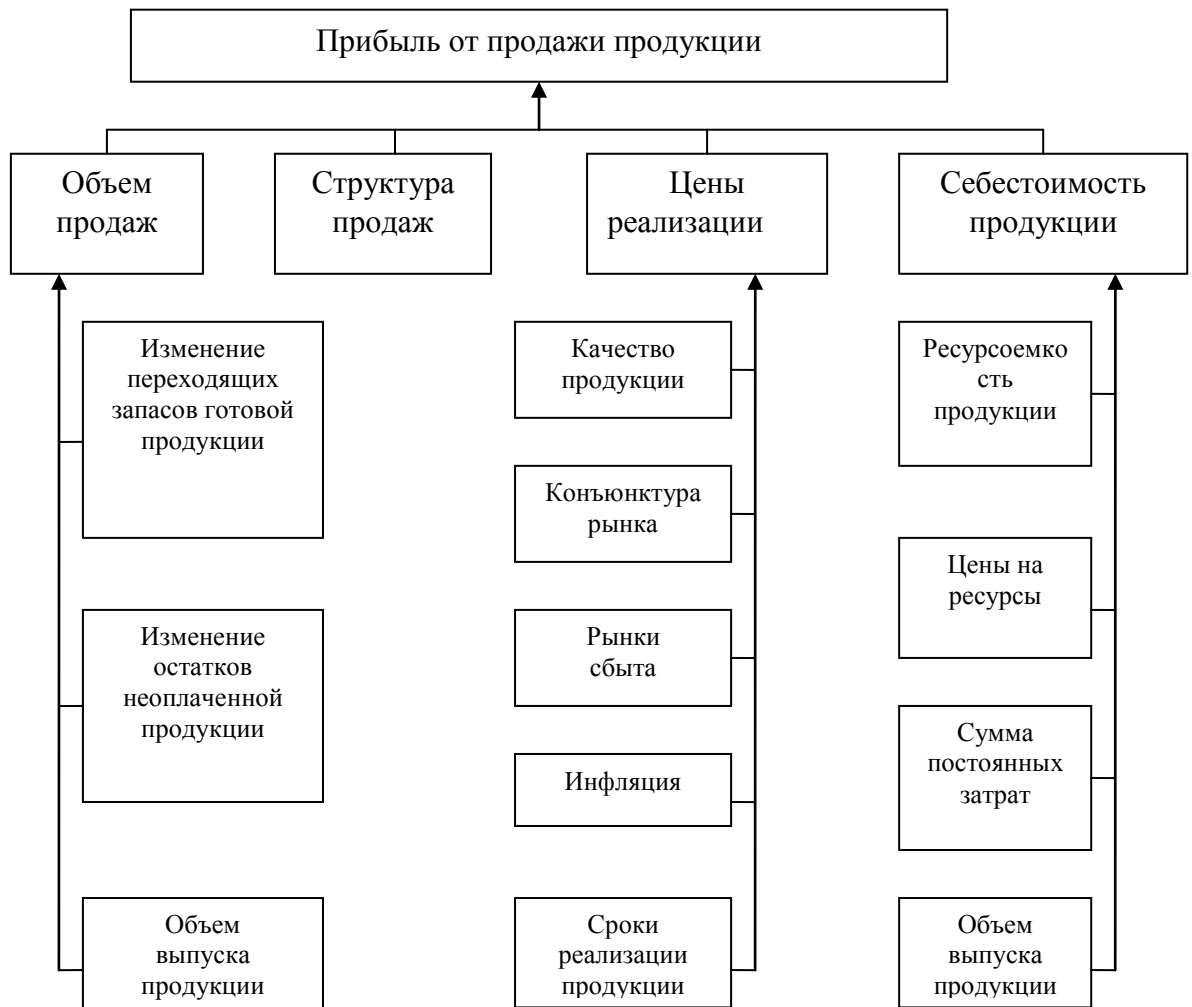 Прибыль от продажи продукции
Объем
продаж
Структура
продаж
Цены
реализации
Себестоимость
продукции
Изменение
переходящих
запасов готовой
продукции
Изменение
остатков
неоплаченной
продукции
Объем
выпуска
продукции
Качество
продукции
Конъюнктура
рынка
Рынки
сбыта
Инфляция
Сроки
реализации
продукции
Ресурсоемко
сть
продукции
Цены на
ресурсы
Сумма
постоянных
затрат
Объем
выпуска
продукции